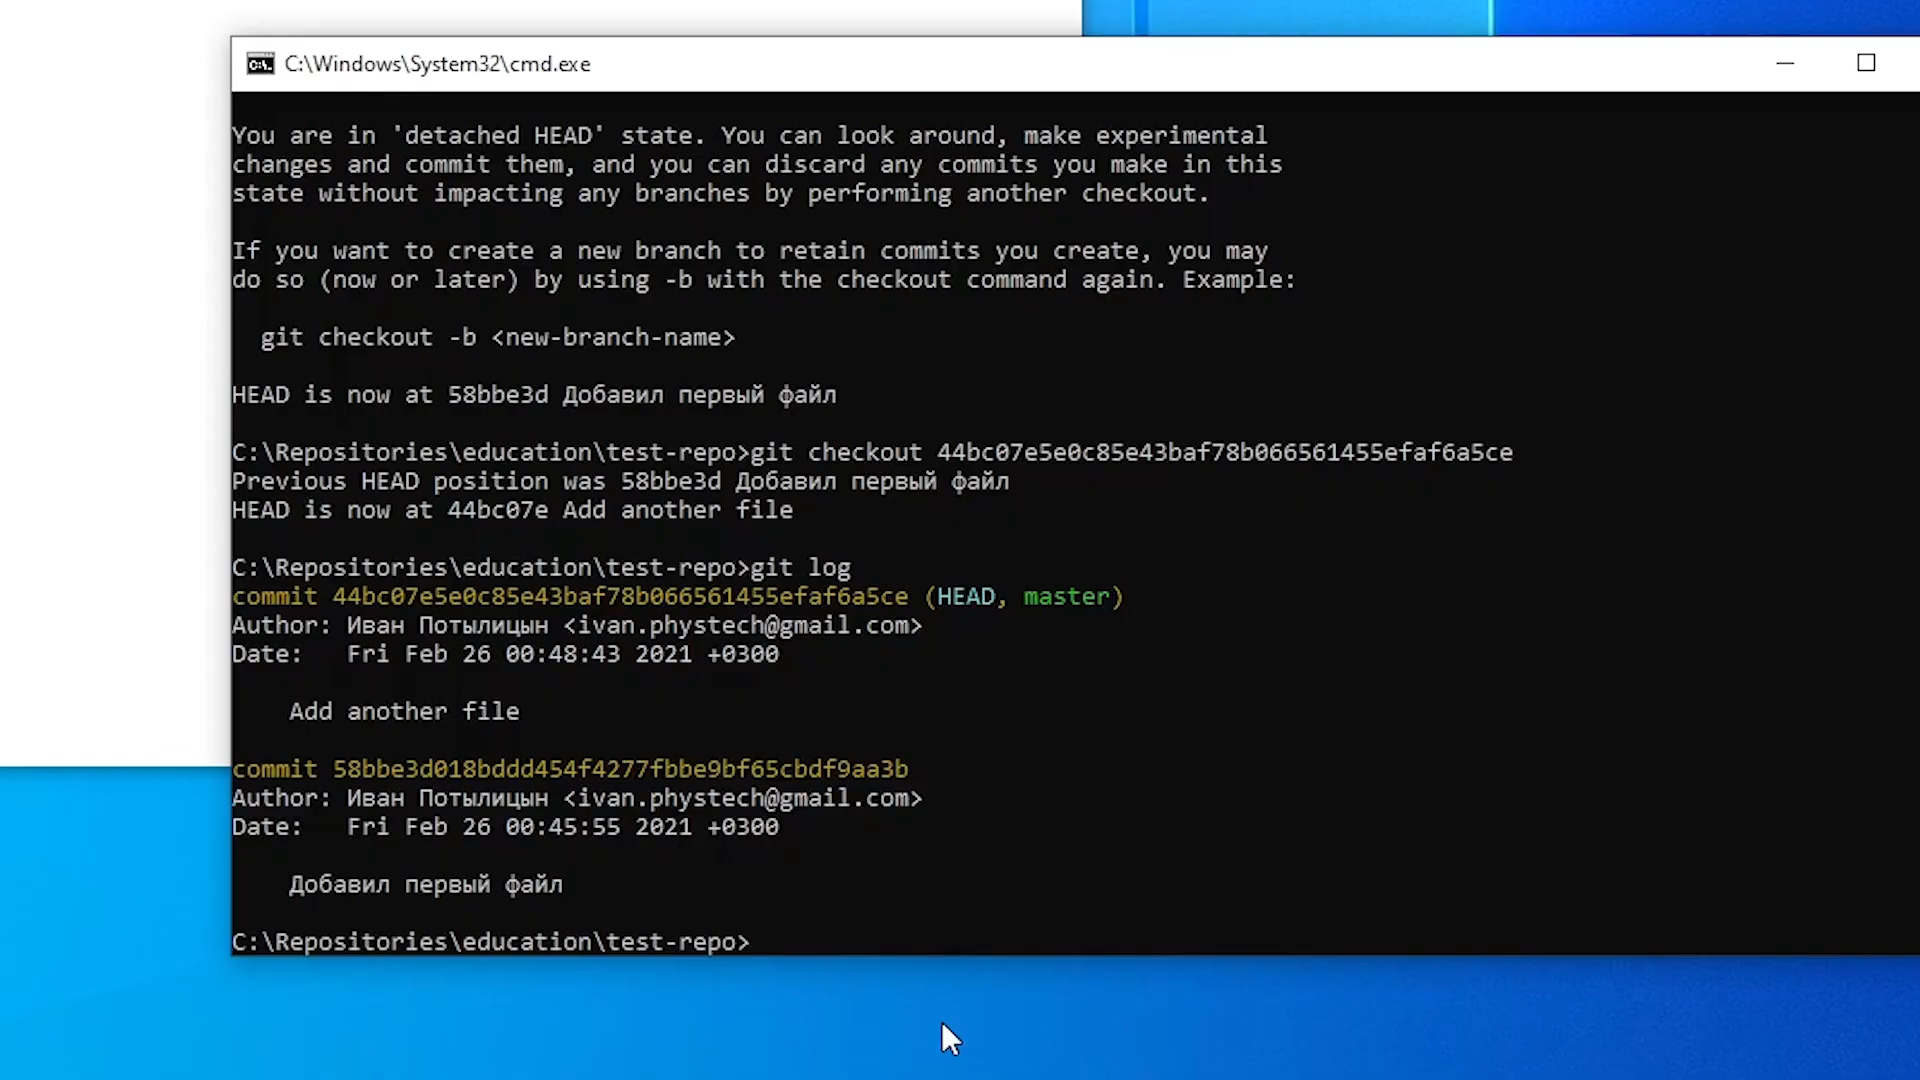 C:\Windows\System32\cmd.exe
You are in 'detached HEAD' state. You can look around, make experimental
changes and commit them, and you can discard any commits you make in this
state without impacting any branches by performing another checkout.
If you want to create a new branch to retain commits you create, you may
do so (now or later) by using -b with the checkout command again. Example:
git checkout -b <new-branch-name>
HEAD is now at 58bbe3d Добавил первый файл
C:\Repositories\education\test-repo>git checkout 44bc07e5e0c85e43baf78b066561455efaf6a5ce
Previous HEAD position was 58bbe3d Добавил первый файл
HEAD is now at 44bc07e Add another file
C:\Repositories\education\test-repo>git log
commit 44bc07e5e0c85e43baf78b066561455efaf6a5ce (HEAD, master)
Author: Иван Потылицын <ivan.phystech@gmail.com>
Date:   Fri Feb 26 00:48:43 2021 +0300
Add another file
commit 58bbe3d018bddd454f4277fbbe9bf65cbdf9aa3b
Author: Иван Потылицын <ivan.phystech@gmail.com>
Date:   Fri Feb 26 00:45:55 2021 +0300
Добавил первый файл
C:\Repositories\education\test-repo>